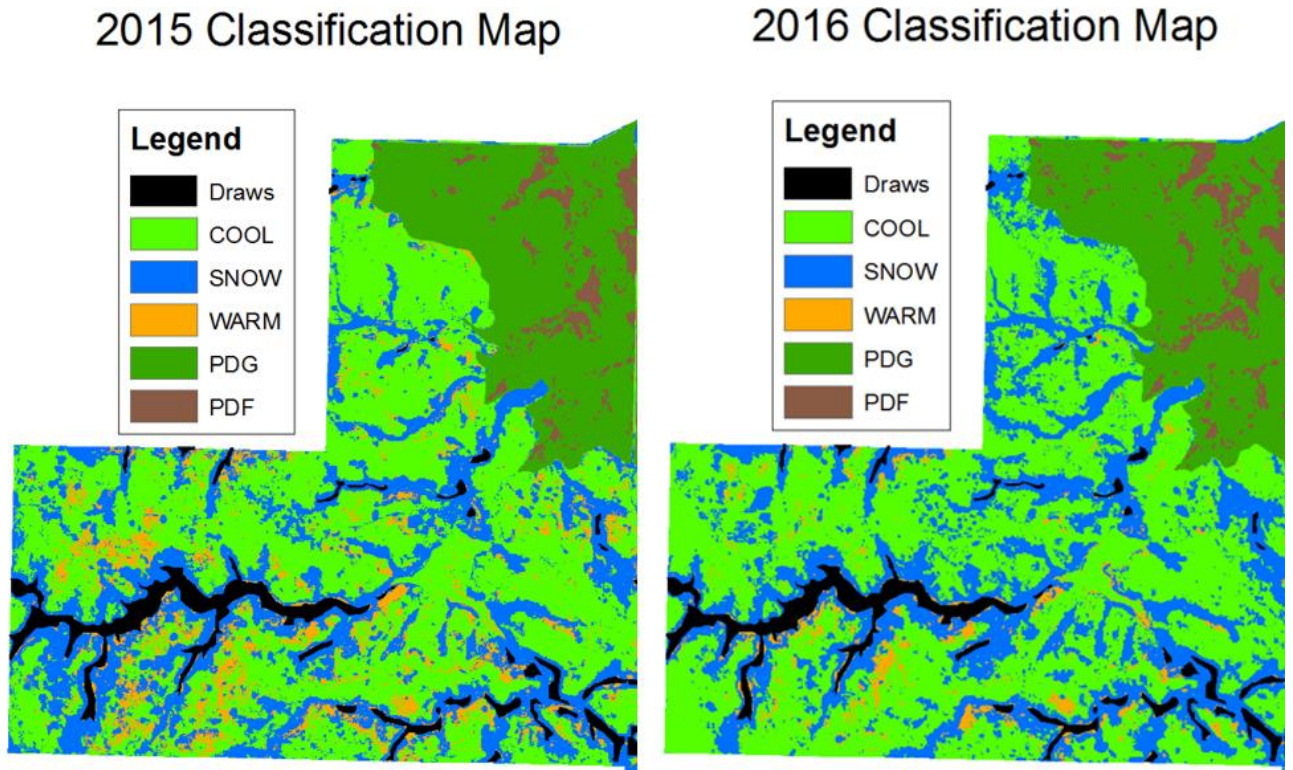 2015 Classification Map
Legend
Draws
COOL
SNOW
WARM
PDG
PDF
2016 Classification Map
Legend
Draws
COOL
SNOW
WARM
PDG
PDF